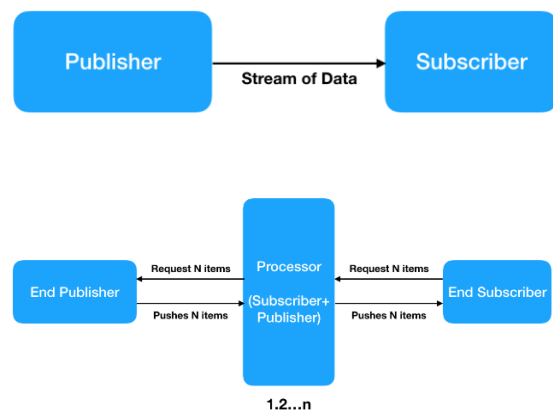 Publisher
Subscriber
Stream of Data
Request N items
Processor
Request N items
End Publisher
End Subscriber
(Subscriber+
Publisher)
Pushes N items
Pushes N items
1.2...n